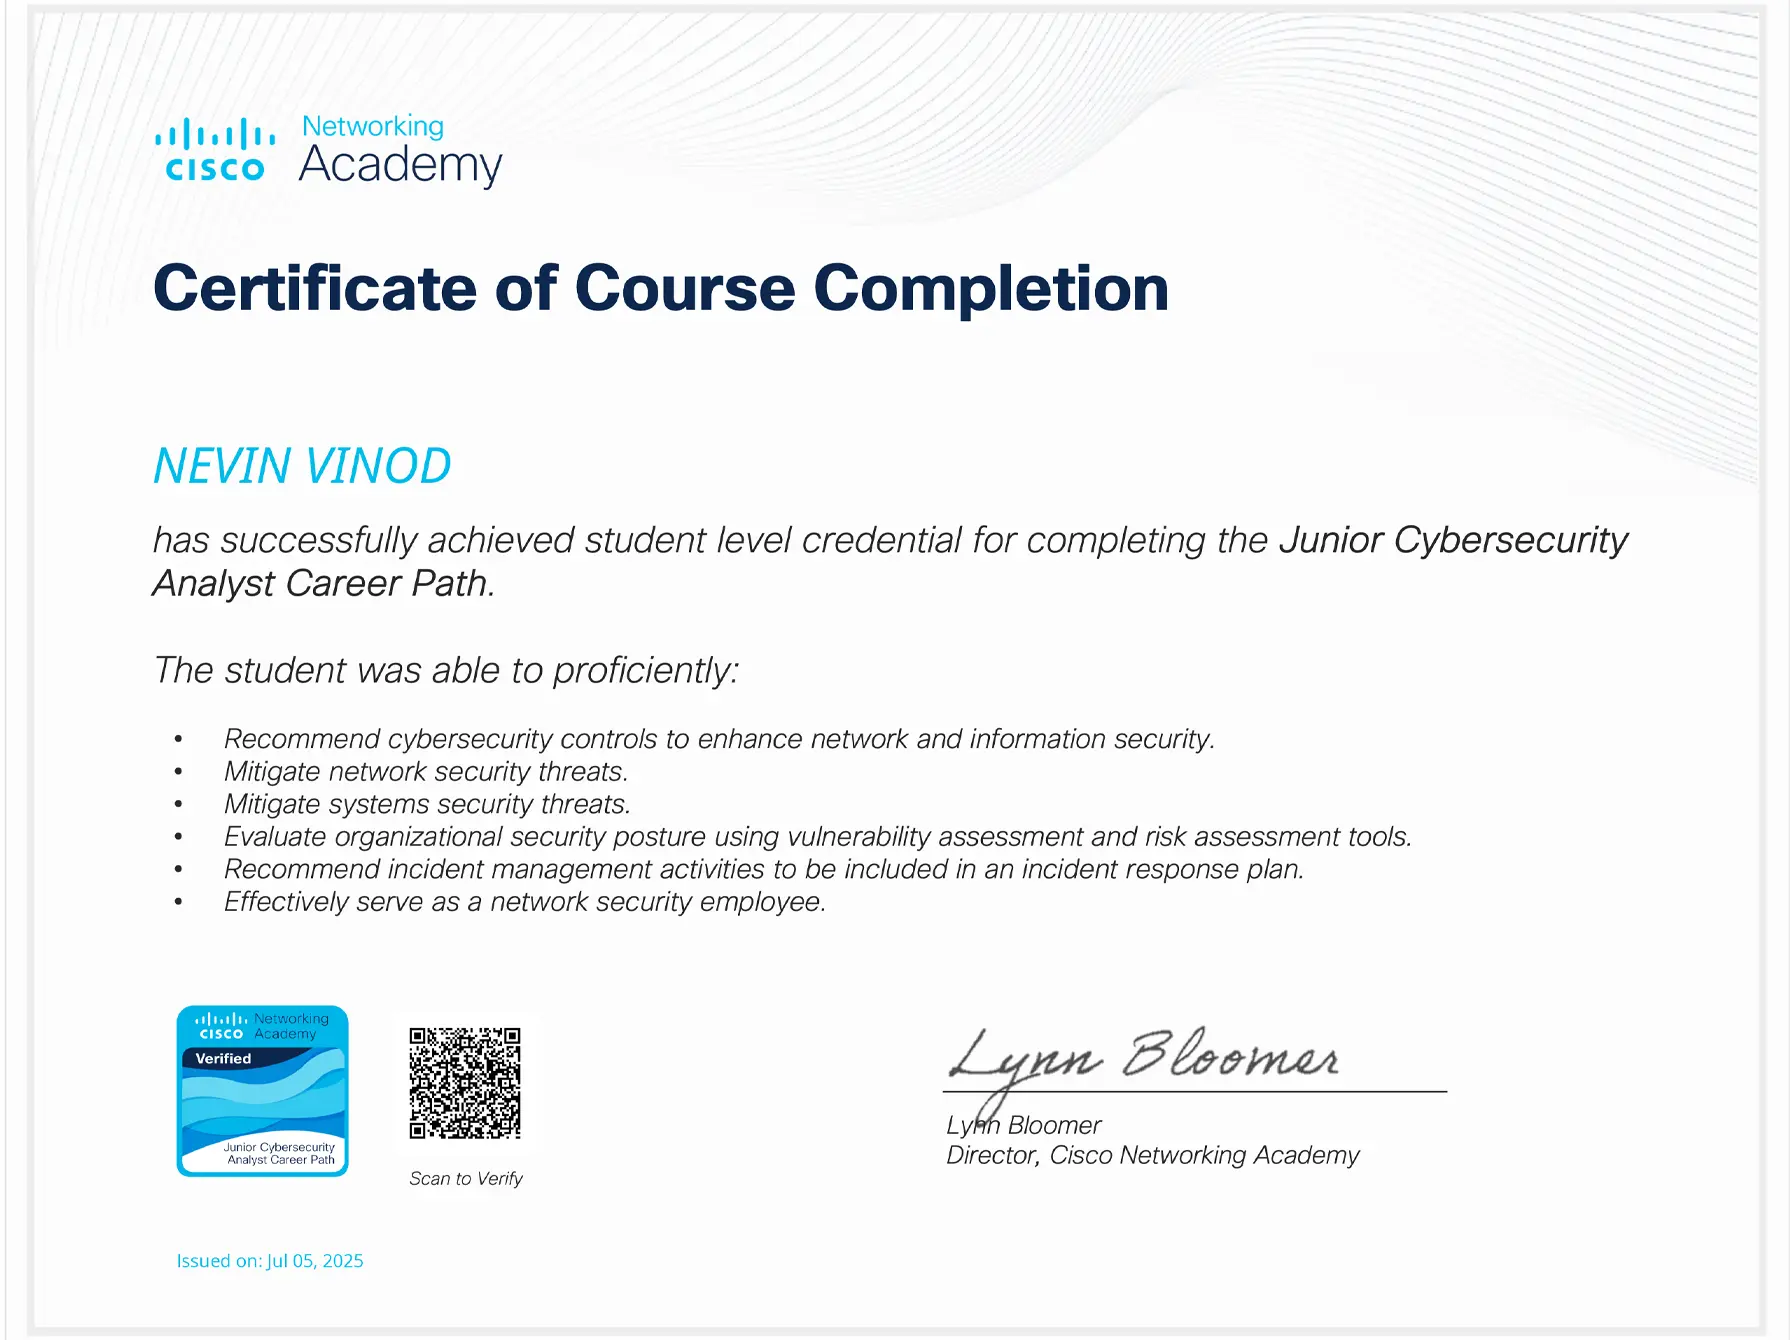 Networking
CISCO Academy
Certificate of Course Completion
NEVIN VINOD
has successfully achieved student level credential for completing the Junior Cybersecurity
Analyst Career Path.
The student was able to proficiently:
• Recommend cybersecurity controls to enhance network and information security.
• Mitigate network security threats.
• Mitigate systems security threats.
• Evaluate organizational security posture using vulnerability assessment and risk assessment tools.
• Recommend incident management activities to be included in an incident response plan.
• Effectively serve as a network security employee.
Networking
CISCO Academy
Verified
Junior Cybersecurity
Analyst Career Path
Scan to Verify
Lynn Bloomer
Lynn Bloomer
Director, Cisco Networking Academy
Issued on: Jul 05, 2025